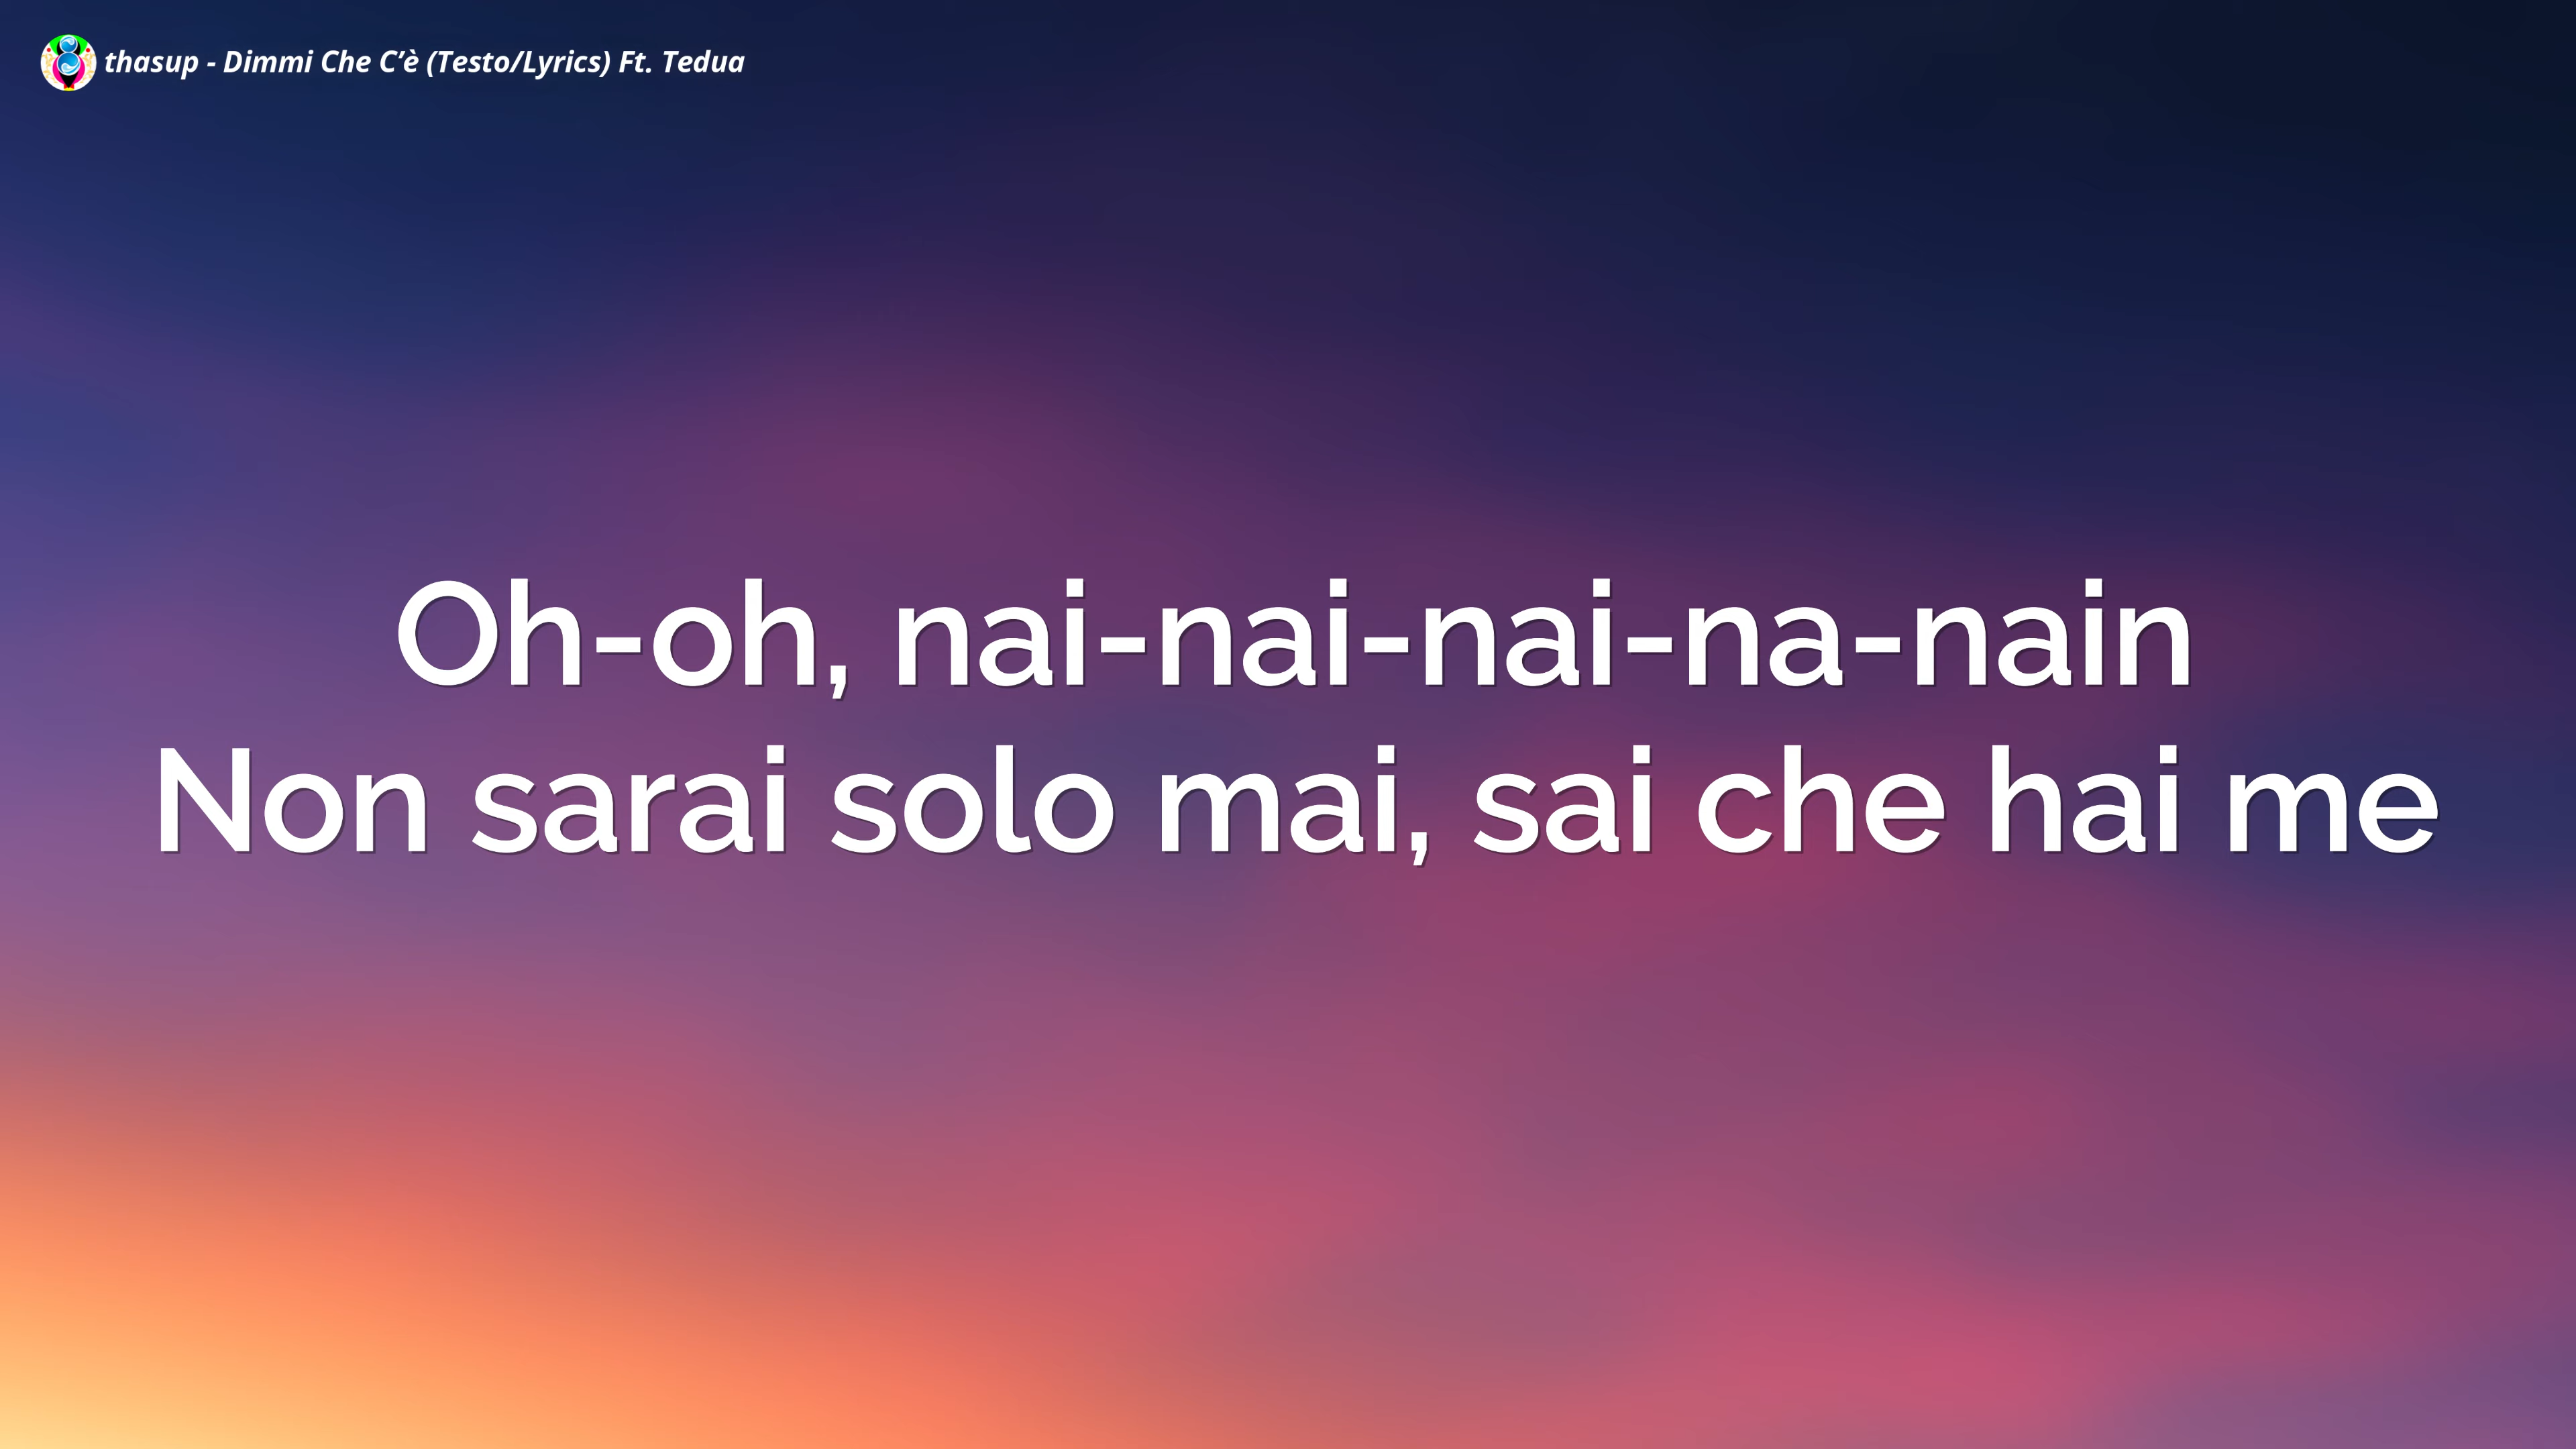 thasup - Dimmi Che C’è (Testo/Lyrics) Ft. Tedua
Oh-oh, nai-nai-nai-na-nain
Non sarai solo mai, sai che hai me